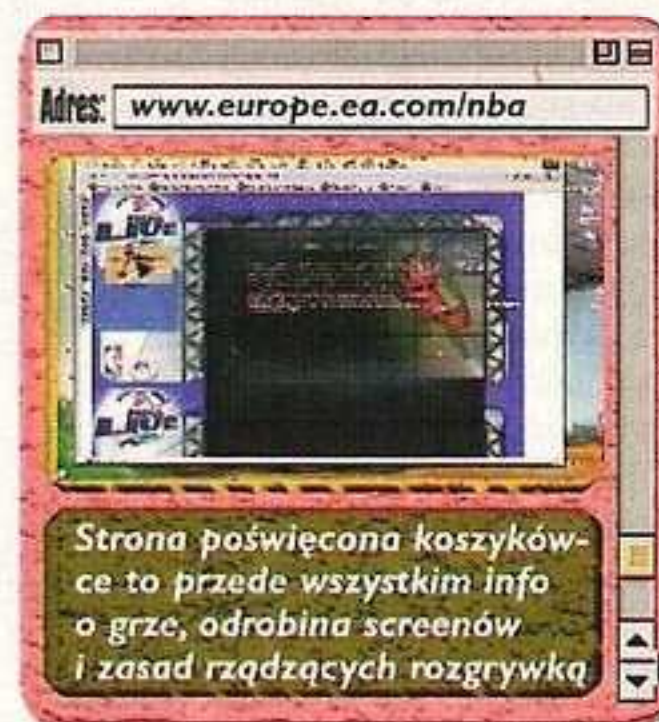 Adres: www.europe.ea.com/nba
Strona poświęcona koszyków-
ce to przede wszystkim info
o grze, odrobina screenów
i zasad rządzących rozgrywką